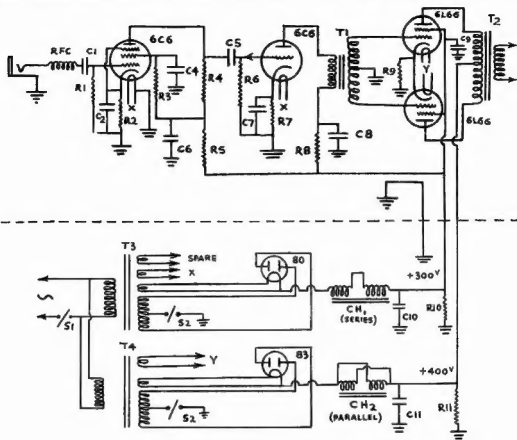 6C6
6C6
6L6G
T1
T2
RFC
C1
C5
C9
R1
C4
R3
R4
R6
R9
Y
X
X
C2
R2
C7
R7
6L6G
C6
R5
R8
C8
T3
SPARE
X
80
+300V
S1
S2
CH1
(SERIES)
C10
R10
T4
Y
83
+400V
S2
CH2
(PARALLEL)
C11
R11